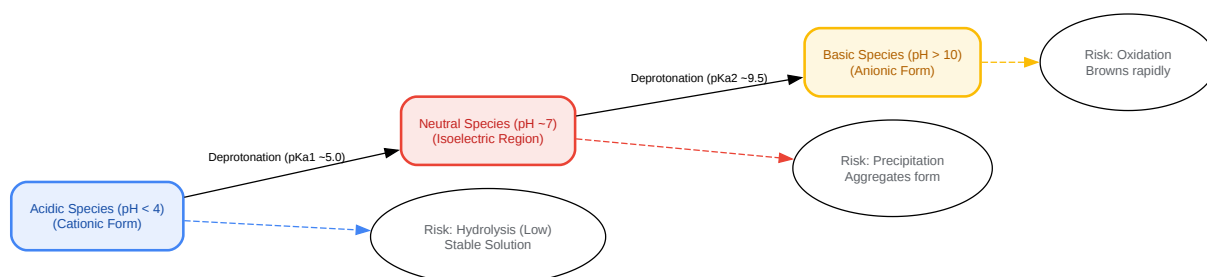 Acidic Species (pH < 4)
(Cationic Form)
Deprotonation (pKa1 ~5.0)
Neutral Species (pH ~7)
(Isoelectric Region)
Deprotonation (pKa2 ~9.5)
Basic Species (pH > 10)
(Anionic Form)
Risk: Oxidation
Browns rapidly
Risk: Precipitation
Aggregates form
Risk: Hydrolysis (Low)
Stable Solution